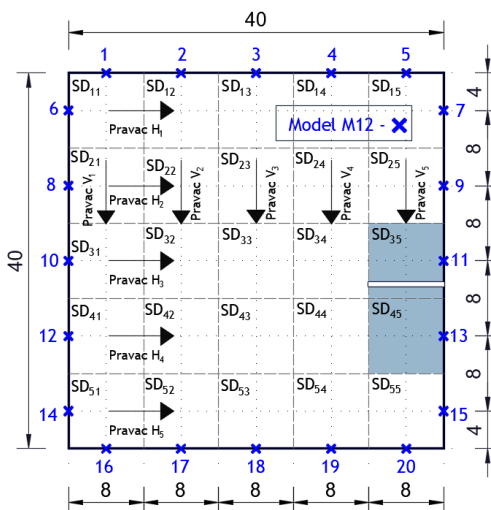 40
1 2 3 4 5
SD11 SD12 SD13 SD14 SD15
4
6 7
Model M12 -
Pravac H1
8
SD21 SD22 SD23 SD24 SD25
8 9
Pravac V1 Pravac V2 Pravac V3 Pravac V4 Pravac V5
Pravac H2
8
SD31 SD32 SD33 SD34 SD35
40
10 11
Pravac H3
8
SD41 SD42 SD43 SD44 SD45
12 13
Pravac H4
8
SD51 SD52 SD53 SD54 SD55
14 15
Pravac H5
4
16 17 18 19 20
8 8 8 8 8